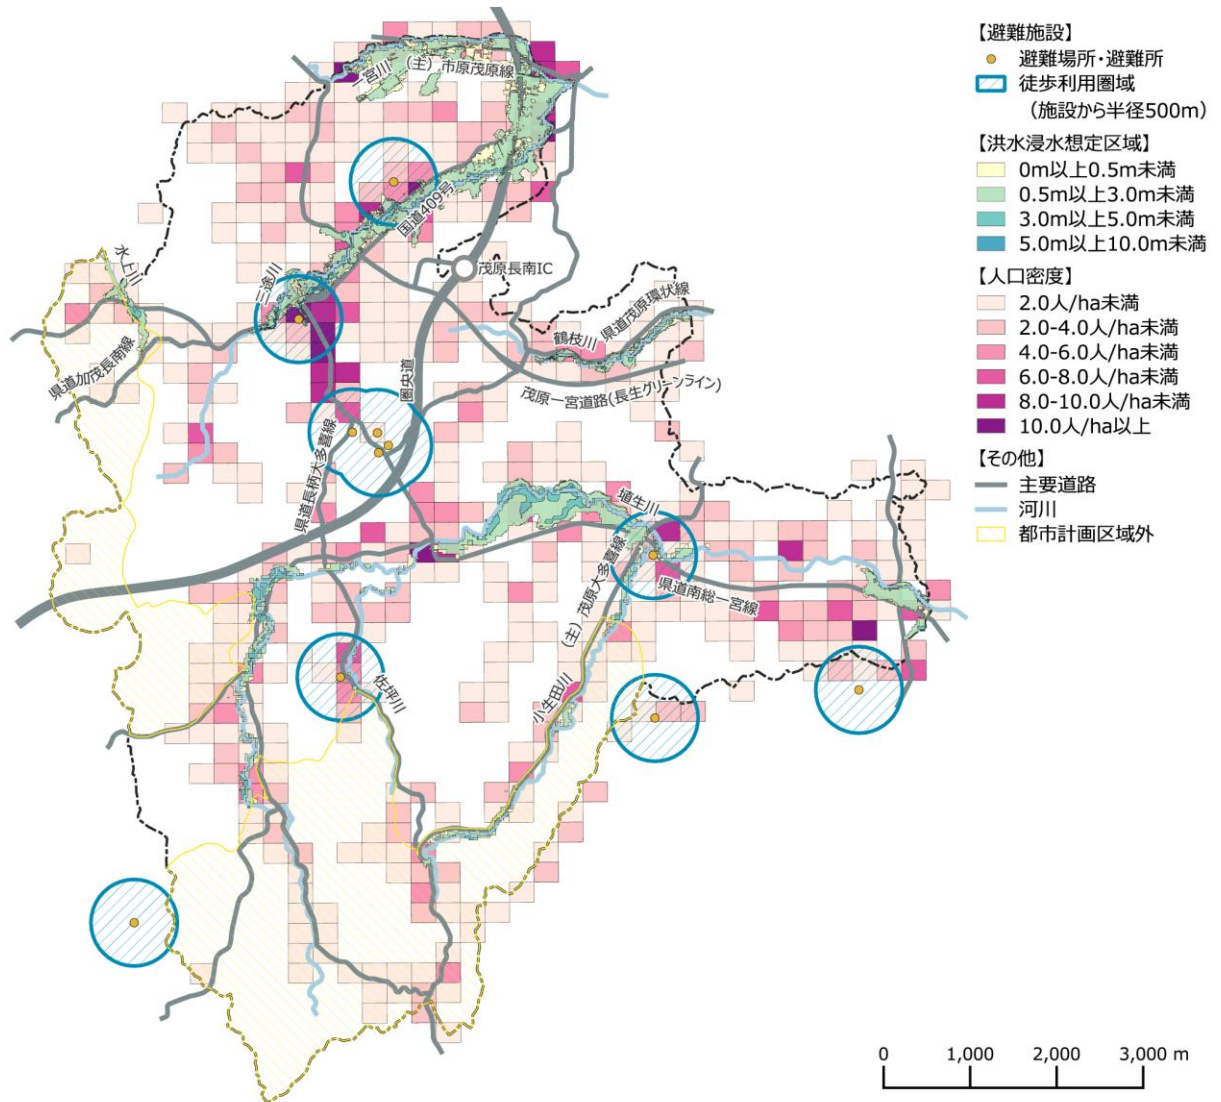 【避難施設】
避難場所・避難所
徒歩利用圏域
（施設から半径500m）
【洪水浸水想定区域】
0m以上0.5m未満
0.5m以上3.0m未満
3.0m以上5.0m未満
5.0m以上10.0m未満
【人口密度】
2.0人/ha未満
2.0-4.0人/ha未満
4.0-6.0人/ha未満
6.0-8.0人/ha未満
8.0-10.0人/ha未満
10.0人/ha以上
【その他】
主要道路
河川
都市計画区域外
一宮川
（主）市原茂原線
国道409号
水上川
三途川
茂原長南IC
県道茂原環状線
鶴枝川
県道加茂長南線
圏央道
茂原一宮道路(長生グリーンライン)
県道長柄大多喜線
埴生川
（主）茂原大多喜線
県道南総一宮線
佐坪川
小生田川
0 1,000 2,000 3,000 m